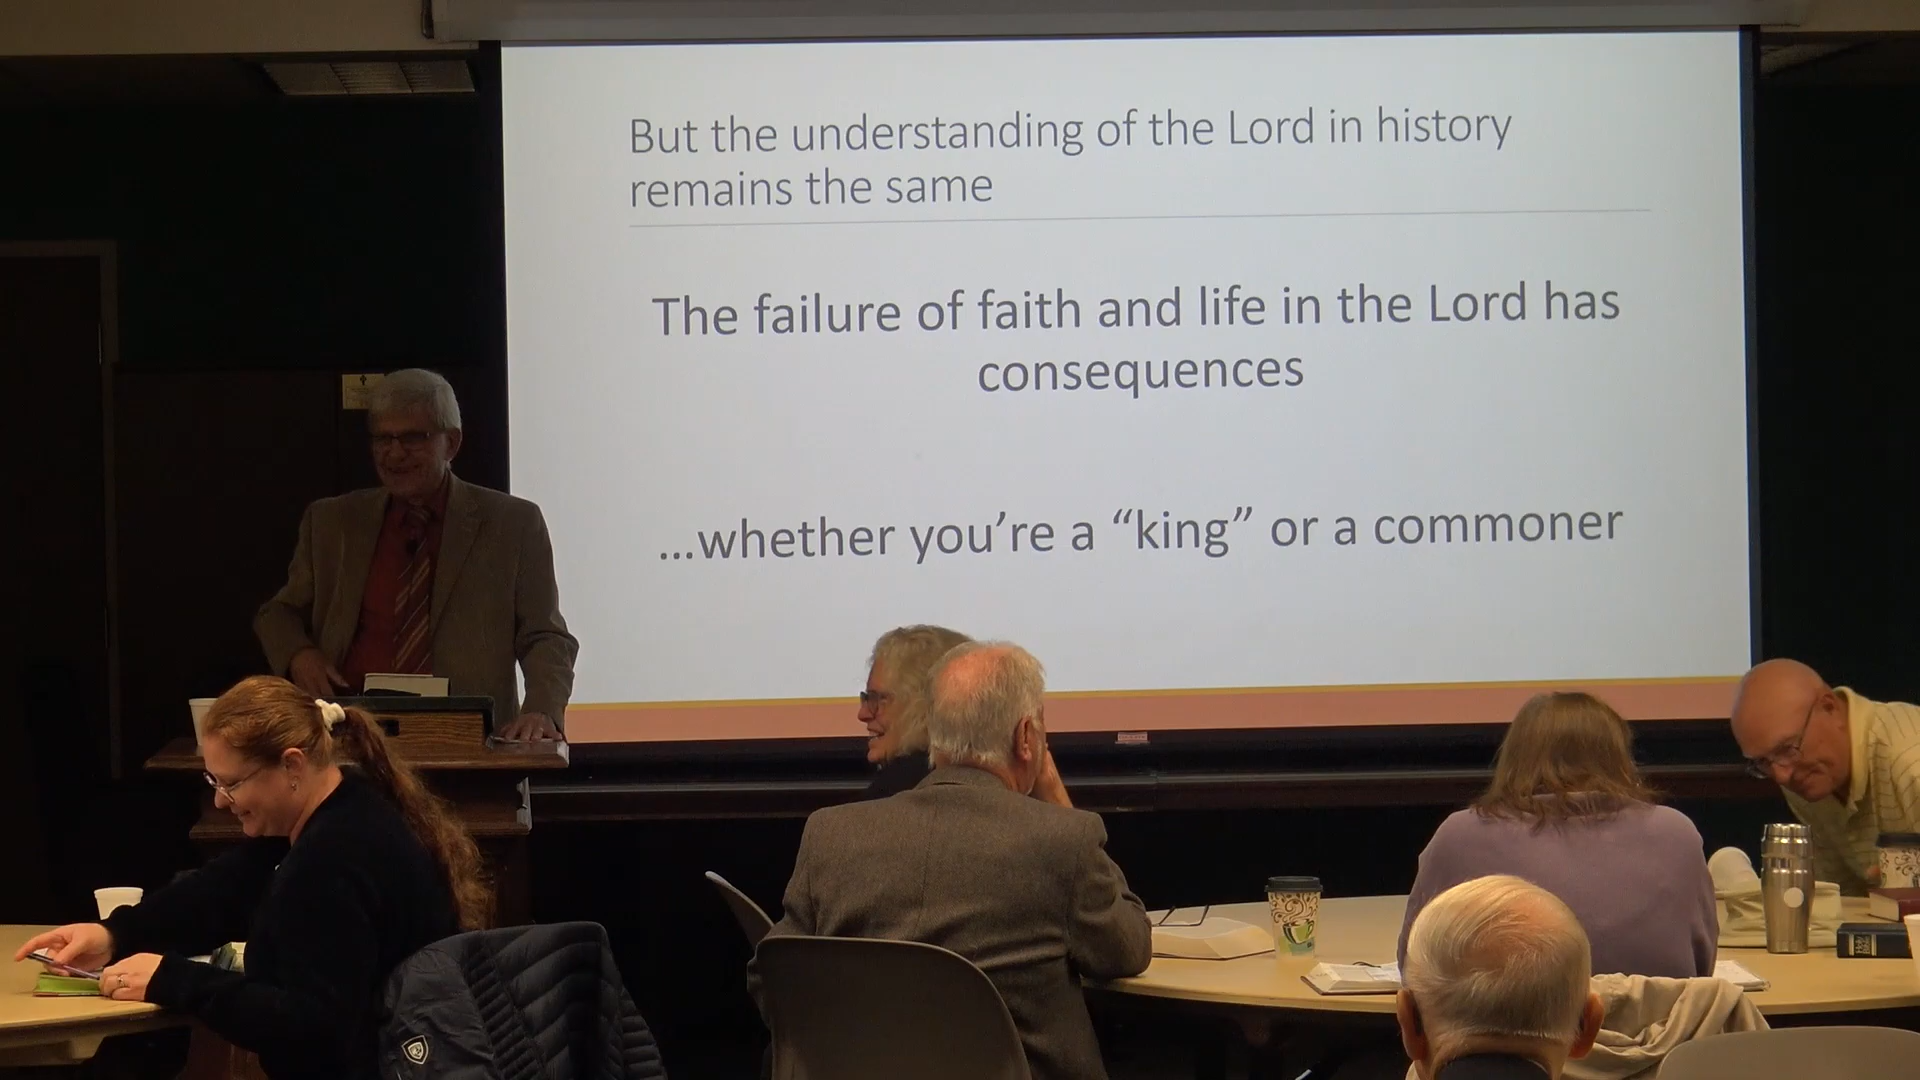 But the understanding of the Lord in history
remains the same
The failure of faith and life in the Lord has
consequences
...whether you're a “king” or a commoner